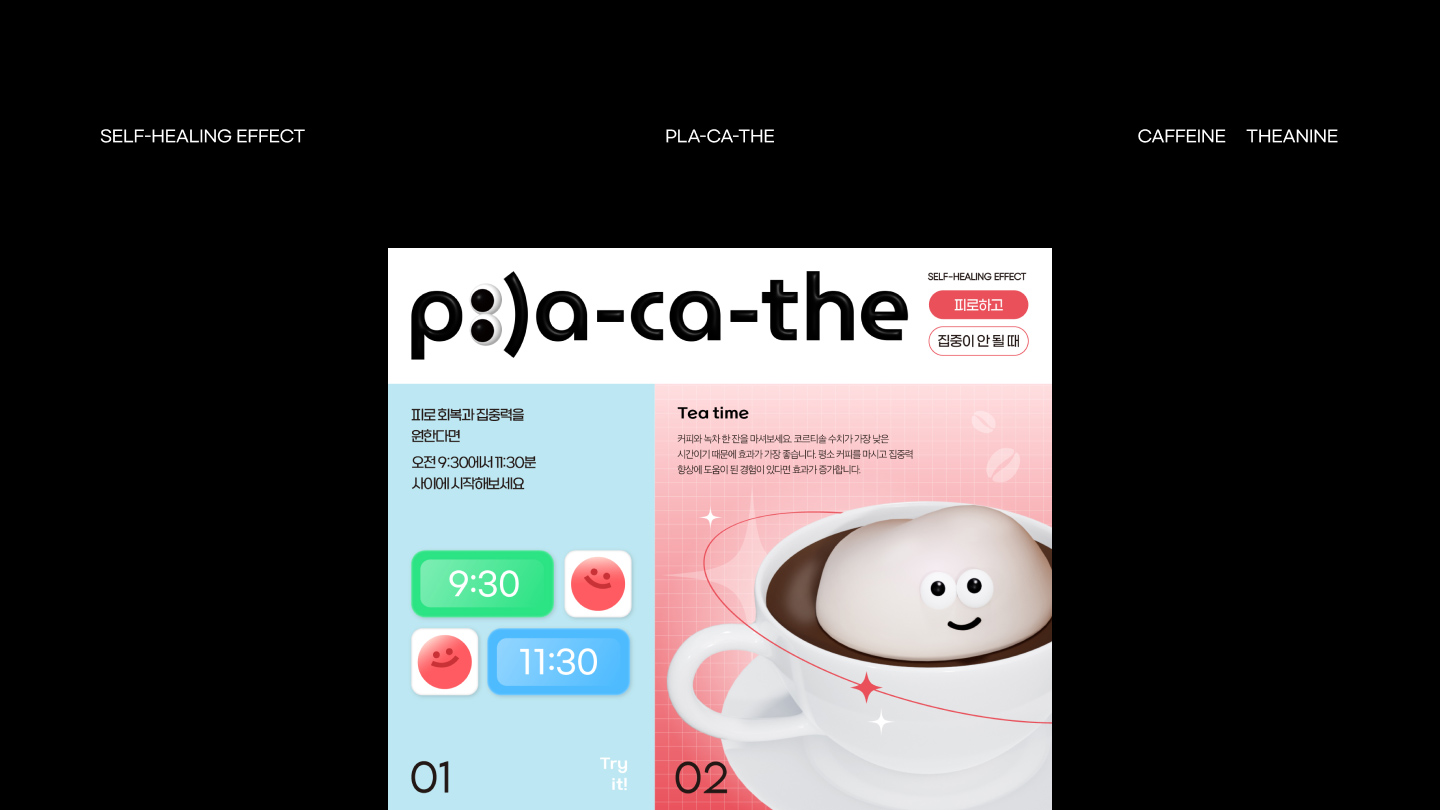 SELF-HEALING EFFECT
PLA-CA-THE
CAFFEINE THEANINE
p:)a-ca-the
SELF-HEALING EFFECT
피로하고
집중이 안 될 때
피로 회복과 집중력을
원한다면
오전 9:30에서 11:30분
사이에 시작해보세요
9:30
11:30
01
Try
it!
Tea time
커피와 녹차 한 잔을 마셔보세요. 코르티솔 수치가 가장 낮은
시간이기 때문에 효과가 가장 좋습니다. 평소 커피를 마시고 집중력
향상에 도움이 된 경험이 있다면 효과가 증가합니다.
02